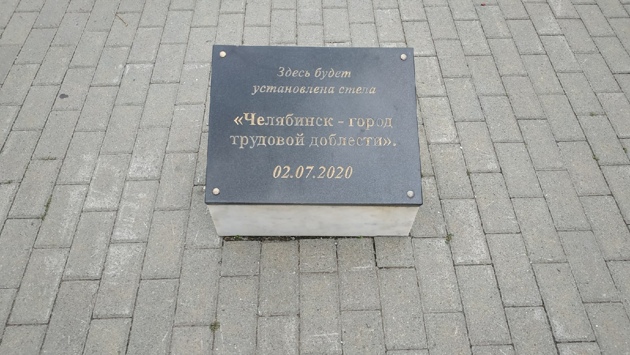 Здесь будет
установлена стела
«Челябинск - город
трудовой доблести».
02.07.2020